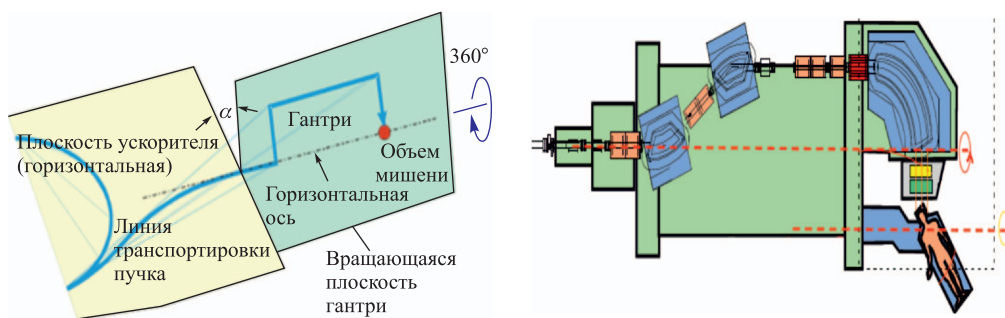 360°
α
Гантри
Плоскость ускорителя
(горизонтальная)
Объем
мишени
Горизонтальная
ось
Линия
транспортировки
пучка
Вращающаяся
плоскость
гантри